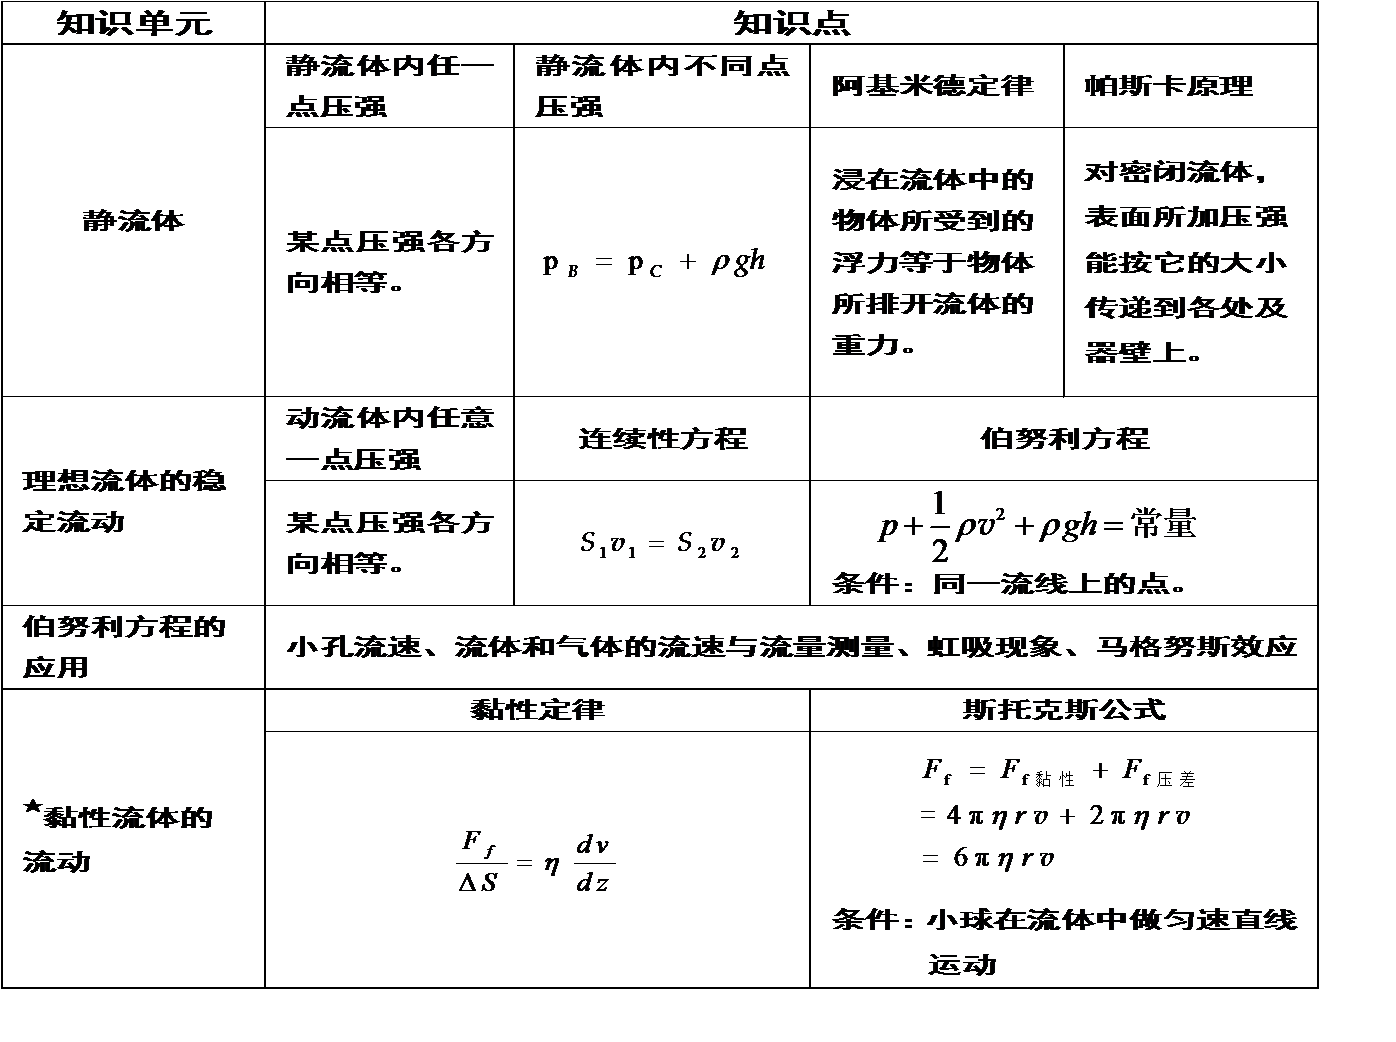 知识单元
知识点
静流体
静流体内任一
点压强
静流体内不同点
压强
阿基米德定律
帕斯卡原理
某点压强各方
向相等。
p_B = p_C + ρgh
浸在流体中的
物体所受到的
浮力等于物体
所排开流体的
重力。
对密闭流体，
表面所加压强
能按它的大小
传递到各处及
器壁上。
理想流体的稳
定流动
动流体内任意
一点压强
连续性方程
伯努利方程
某点压强各方
向相等。
S₁v₁ = S₂v₂
p + 1/2 ρv² + ρgh = 常量
条件：同一流线上的点。
伯努利方程的
应用
小孔流速、流体和气体的流速与流量测量、虹吸现象、马格努斯效应
★黏性流体的
流动
黏性定律
斯托克斯公式
F_f / ΔS = η dv / dz
F_f = F_f黏性 + F_f压差
= 4πηrv + 2πηrv
= 6πηrv
条件：小球在流体中做匀速直线
运动